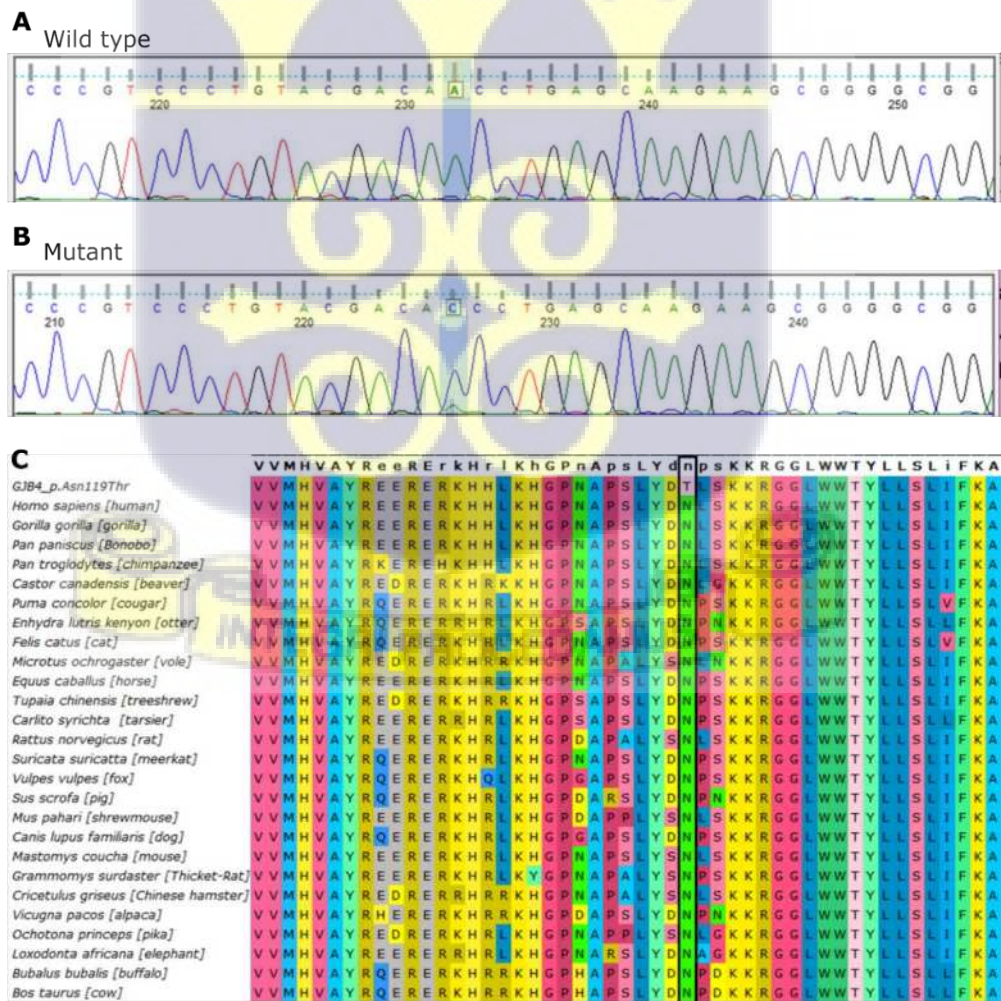 A
Wild type
C C C G T C C C T G T A C G A C A A C C T G A G C A A G A A G C G G G G C G G
220 230 240 250
B
Mutant
C C C G T C C C T G T A C G A C A C C C T G A G C A A G A A G C G G G G C G G
210 220 230 240
C
V V M H V A Y R e e R E r k H r l K h G P n A p s L Y d n p s K K R G G L W W T Y L L S L i F K A
GJB4_p.Asn119Thr V V M H V A Y R E E R E R K H H L K H G P N A P S L Y D T L S K K R G G L W W T Y L L S L I F K A
Homo sapiens [human] V V M H V A Y R E E R E R K H H L K H G P N A P S L Y D N L S K K R G G L W W T Y L L S L I F K A
Gorilla gorilla [gorilla] V V M H V A Y R E E R E R K H H L K H G P N A P S L Y D N L S K K R G G L W W T Y L L S L I F K A
Pan paniscus [Bonobo] V V M H V A Y R E E R E R K H H L K H G P N A P S L Y D N L S K K R G G L W W T Y L L S L I F K A
Pan troglodytes [chimpanzee] V V M H V A Y R K E R E H K H H L K H G P N A P S L Y D N L S K K R G G L W W T Y L L S L I F K A
Castor canadensis [beaver] V V M H V A Y R E D R E R K H R K K H G P N A P S L Y D N L G K K R G G L W W T Y L L S L I F K A
Puma concolor [cougar] V V M H V A Y R Q E R E R K H R L K H G P N A P S L Y D N P S K K R G G L W W T Y L L S L V F K A
Enhydra lutris kenyon [otter] V V M H V A Y R Q E R E R R H R L K H G P S A P S L Y D N P N K K R G G L W W T Y L L S L L F K A
Felis catus [cat] V V M H V A Y R Q E R E R K H R L K H G P N A P S L Y D N P S K K R G G L W W T Y L L S L V F K A
Microtus ochrogaster [vole] V V M H V A Y R E D R E R K H R R K H G P N A P A L Y S N L N K K R G G L W W T Y L L S L I F K A
Equus caballus [horse] V V M H V A Y R E E R E R K H R L K H G P N A P S L Y D N P S K K R G G L W W T Y L L S L I F K A
Tupaia chinensis [treeshrew] V V M H V A Y R E D R E R K H R R K H G P S A P S L Y D N L S K K R G G L W W T Y L L S L I F K A
Carlito syrichta [tarsier] V V M H V A Y R E E R E R R H R L K H G P S A P S L Y D N P S K K R G G L W W T Y L L S L L F K A
Rattus norvegicus [rat] V V M H V A Y R E E R E R K H R L K H G P D A P A L Y S N L S K K R G G L W W T Y L L S L I F K A
Suricata suricatta [meerkat] V V M H V A Y R Q E R E R K H R L K H G P N A P S L Y D N P S K K R G G L W W T Y L L S L I F K A
Vulpes vulpes [fox] V V M H V A Y R Q E R E R K H Q L K H G P G A P S L Y D N P S K K R G G L W W T Y L L S L I F K A
Sus scrofa [pig] V V M H V A Y R Q E R E R K H R L K H G P D A R S L Y D N P N K K R G G L W W T Y L L S L I F K A
Mus pahari [shrewmouse] V V M H V A Y R E E R E R K H R L K H G P D A P P L Y S N L S K K R G G L W W T Y L L S L I F K A
Canis lupus familiaris [dog] V V M H V A Y R Q E R E R K H R L K H G P G A P S L Y D N P S K K R G G L W W T Y L L S L I F K A
Mastomys coucha [mouse] V V M H V A Y R E E R E R K H R L K H G P N A P S L Y S N L S K K R G G L W W T Y L L S L I F K A
Grammomys surdaster [Thicket-Rat] V V M H V A Y R E E R E R K H R L K Y G P N A P A L Y S N L S K K R G G L W W T Y L L S L I F K A
Cricetulus griseus [Chinese hamster] V V M H V A Y R E D R E R K H R R K H G P N A P S L Y S N L S K K R G G L W W T Y L L S L I F K A
Vicugna pacos [alpaca] V V M H V A Y R H E R E R K H R R K H G P D A P S L Y D N P N K K R G G L W W T Y L L S L I F K A
Ochotona princeps [pika] V V M H V A Y R E D R E R K H R L K H G P N A P P L Y S N L G K K R G G L W W T Y L L S L I F K A
Loxodonta africana [elephant] V V M H V A Y R E E R E R K H R L K H G P N A R S L Y D N A G K K R G G L W W T Y L L S L I F K A
Bubalus bubalis [buffalo] V V M H V A Y R Q E R E R K H R R K H G P H A P S L Y D N P D K K R G G L W W T Y L L S L L F K A
Bos taurus [cow] V V M H V A Y R Q E R E R K H R R K H G P H A P S L Y D N P D K K R G G L W W T Y L L S L I F K A